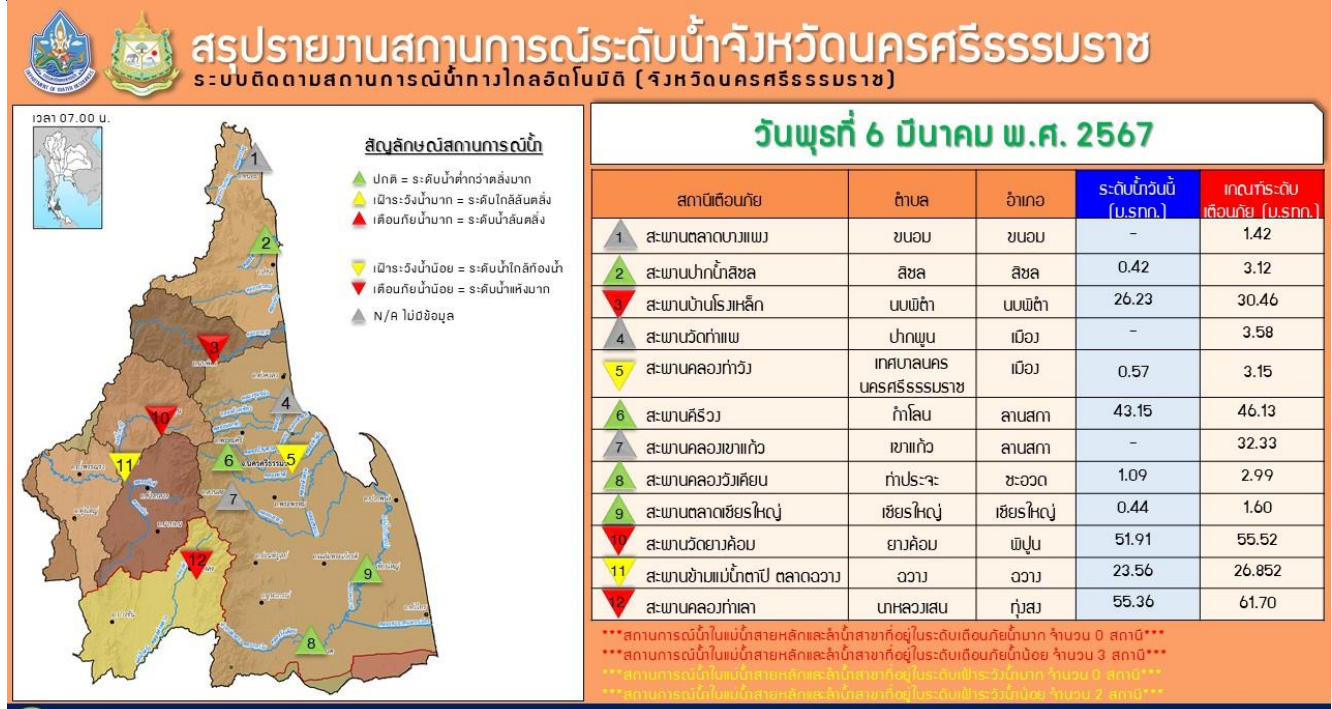 สรุปรายงานสถานการณ์ระดับน้ำจังหวัดนครศรีธรรมราช
ระบบติดตามสถานการณ์น้ำทางไกลอัตโนมัติ (จังหวัดนครศรีธรรมราช)
เวลา 07.00 น.
สัญลักษณ์สถานการณ์น้ำ
ปกติ = ระดับน้ำต่ำกว่าตลิ่งมาก
เฝ้าระวังน้ำมาก = ระดับใกล้ล้นตลิ่ง
เตือนภัยน้ำมาก = ระดับน้ำล้นตลิ่ง
เฝ้าระวังน้ำน้อย = ระดับน้ำใกล้ท้องน้ำ
เตือนภัยน้ำน้อย = ระดับน้ำแห้งมาก
N/A ไม่มีข้อมูล
1
2
3
4
10
6
5
11
7
12
9
8
วันพุธที่ 6 มีนาคม พ.ศ. 2567
สถานีเตือนภัย ตำบล อำเภอ ระดับน้ำวันนี้ (ม.รทก.) เกณฑ์ระดับเตือนภัย (ม.รทก.)
1 สะพานตลาดบางแพง ขนอม ขนอม - 1.42
2 สะพานปากน้ำสิชล สิชล สิชล 0.42 3.12
3 สะพานบ้านโรงเหล็ก นบพิตำ นบพิตำ 26.23 30.46
4 สะพานวัดท่าแพ ปากพูน เมือง - 3.58
5 สะพานคลองท่าวัง เทศบาลนครนครศรีธรรมราช เมือง 0.57 3.15
6 สะพานคีรีวง กำโลน ลานสกา 43.15 46.13
7 สะพานคลองเขาแก้ว เขาแก้ว ลานสกา - 32.33
8 สะพานคลองวังเคียน ท่าประจะ ชะอวด 1.09 2.99
9 สะพานตลาดเชียรใหญ่ เชียรใหญ่ เชียรใหญ่ 0.44 1.60
10 สะพานวัดยางค้อม ยางค้อม พิปูน 51.91 55.52
11 สะพานข้ามแม่น้ำตาปี ตลาดฉวาง ฉวาง ฉวาง 23.56 26.852
12 สะพานคลองท่าเลา นาหลวงเสน ทุ่งสง 55.36 61.70
***สถานการณ์น้ำในแม่น้ำสายหลักและลำน้ำสาขาที่อยู่ในระดับเตือนภัยน้ำมาก จำนวน 0 สถานี***
***สถานการณ์น้ำในแม่น้ำสายหลักและลำน้ำสาขาที่อยู่ในระดับเตือนภัยน้ำน้อย จำนวน 3 สถานี***
***สถานการณ์น้ำในแม่น้ำสายหลักและลำน้ำสาขาที่อยู่ในระดับเฝ้าระวังน้ำมาก จำนวน 0 สถานี***
***สถานการณ์น้ำในแม่น้ำสายหลักและลำน้ำสาขาที่อยู่ในระดับเฝ้าระวังน้ำน้อย จำนวน 2 สถานี***